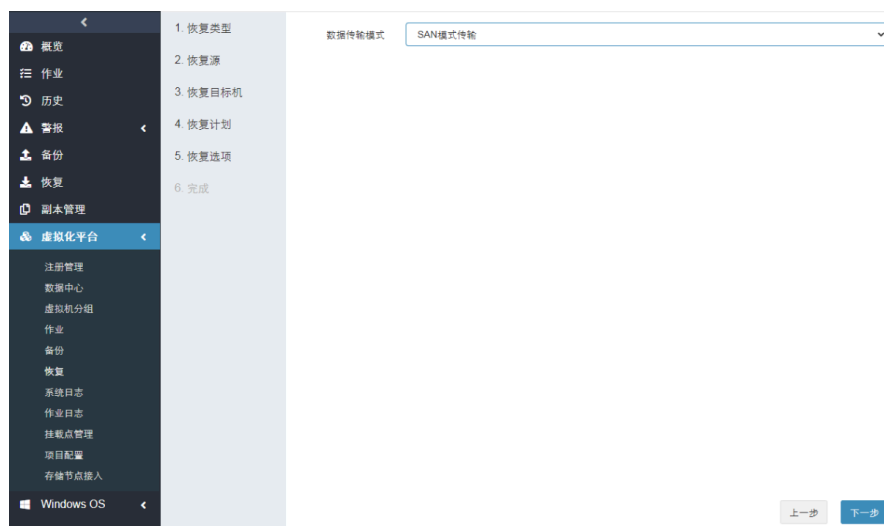 概览
作业
历史
警报
备份
恢复
副本管理
虚拟化平台
注册管理
数据中心
虚拟机分组
作业
备份
恢复
系统日志
作业日志
挂载点管理
项目配置
存储节点接入
Windows OS
1. 恢复类型
2. 恢复源
3. 恢复目标机
4. 恢复计划
5. 恢复选项
6. 完成
数据传输模式
SAN模式传输
上一步
下一步